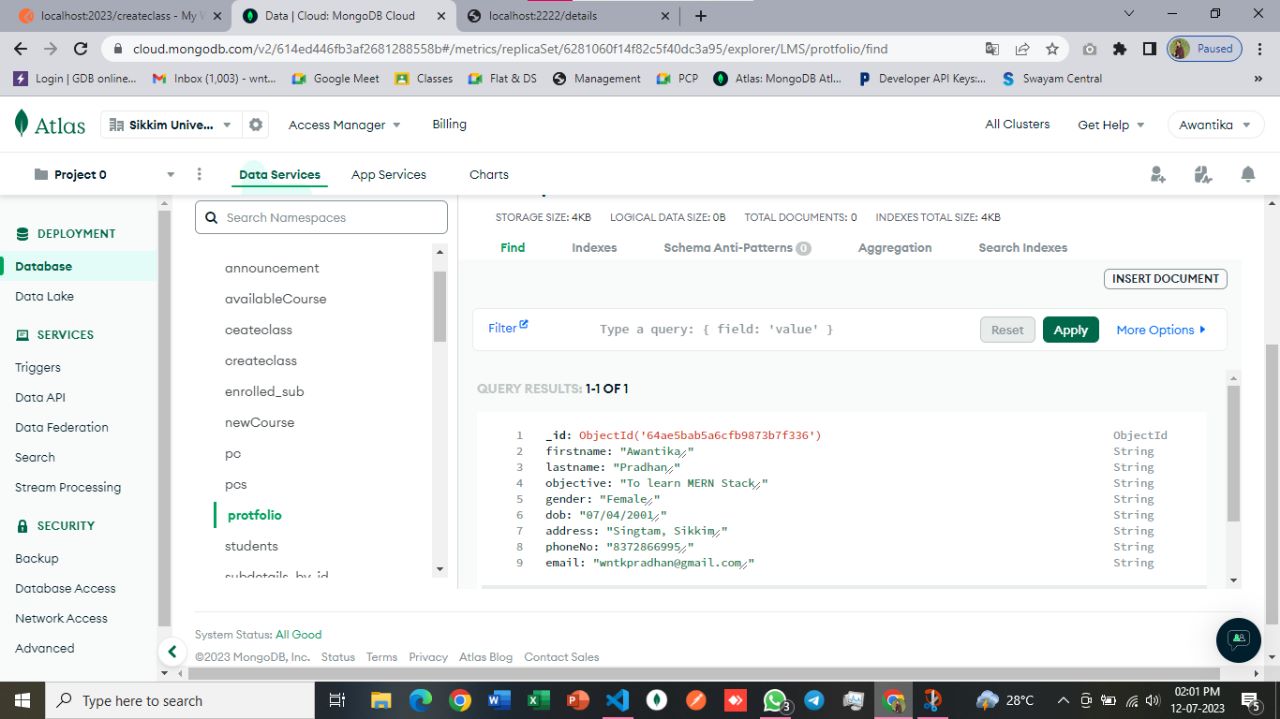 localhost:2023/createclass - My W
Data | Cloud: MongoDB Cloud
localhost:2222/details
cloud.mongodb.com/v2/614ed446fb3af2681288558b#/metrics/replicaSet/6281060f14f82c5f40dc3a95/explorer/LMS/protfolio/find
Paused
Login | GDB online... Inbox (1,003) - wnt... Google Meet Classes Flat & DS Management PCP Atlas: MongoDB Atl... Developer API Keys:... Swayam Central »
Atlas Sikkim Unive... Access Manager Billing All Clusters Get Help Awantika
Project 0 Data Services App Services Charts
DEPLOYMENT
Database
Data Lake
SERVICES
Triggers
Data API
Data Federation
Search
Stream Processing
SECURITY
Backup
Database Access
Network Access
Advanced
Search Namespaces
announcement
availableCourse
ceateclass
createclass
enrolled_sub
newCourse
pc
pcs
protfolio
students
subdetails_by_id
STORAGE SIZE: 4KB LOGICAL DATA SIZE: 0B TOTAL DOCUMENTS: 0 INDEXES TOTAL SIZE: 4KB
Find Indexes Schema Anti-Patterns 0 Aggregation Search Indexes
INSERT DOCUMENT
Filter Type a query: { field: 'value' } Reset Apply More Options
QUERY RESULTS: 1-1 OF 1
1 _id: ObjectId('64ae5bab5a6cfb9873b7f336') ObjectId
2 firstname: "Awantika" String
3 lastname: "Pradhan" String
4 objective: "To learn MERN Stack" String
5 gender: "Female" String
6 dob: "07/04/2001" String
7 address: "Singtam, Sikkim" String
8 phoneNo: "8372866995" String
9 email: "wntkpradhan@gmail.com" String
System Status: All Good
©2023 MongoDB, Inc. Status Terms Privacy Atlas Blog Contact Sales
Type here to search
3
28°C
02:01 PM
12-07-2023
5